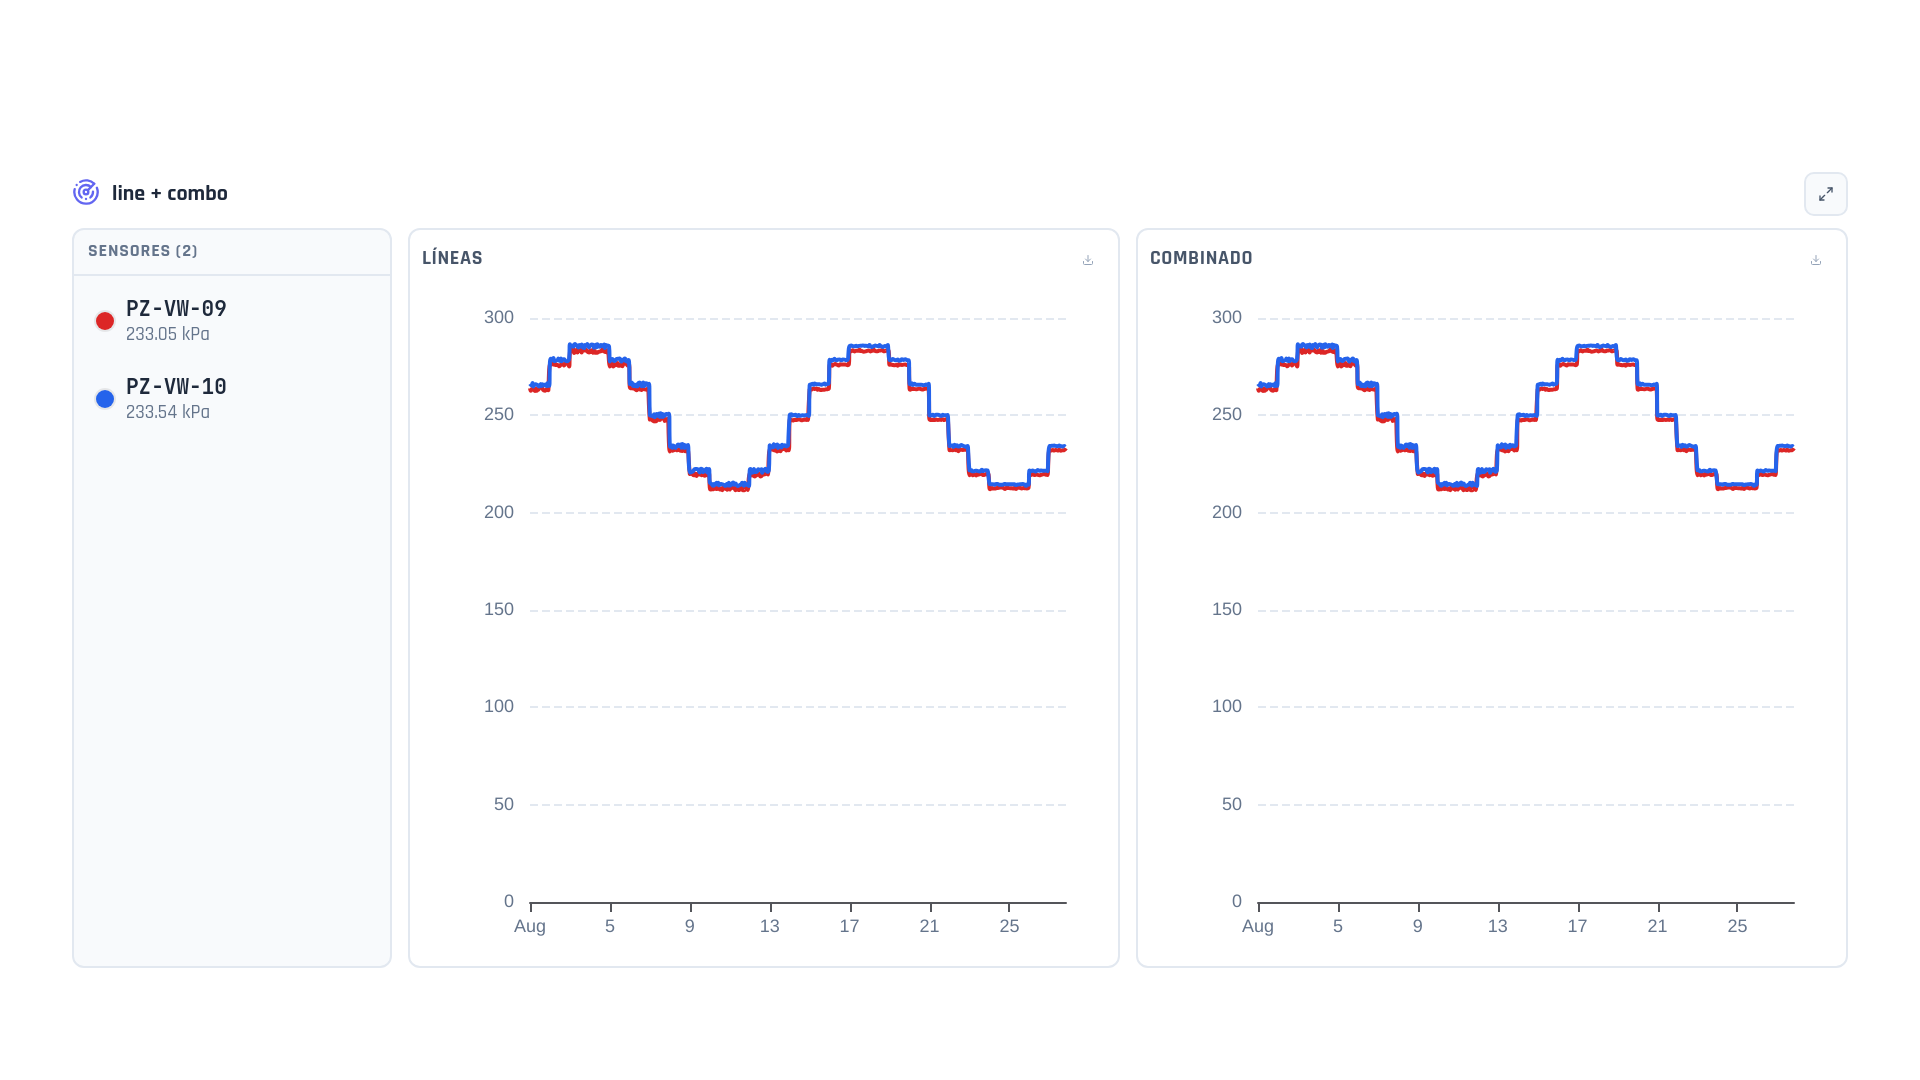 line + combo
SENSORES (2)
PZ-VW-09
233.05 kPa
PZ-VW-10
233.54 kPa
LÍNEAS
300
250
200
150
100
50
0
Aug 5 9 13 17 21 25
COMBINADO
300
250
200
150
100
50
0
Aug 5 9 13 17 21 25